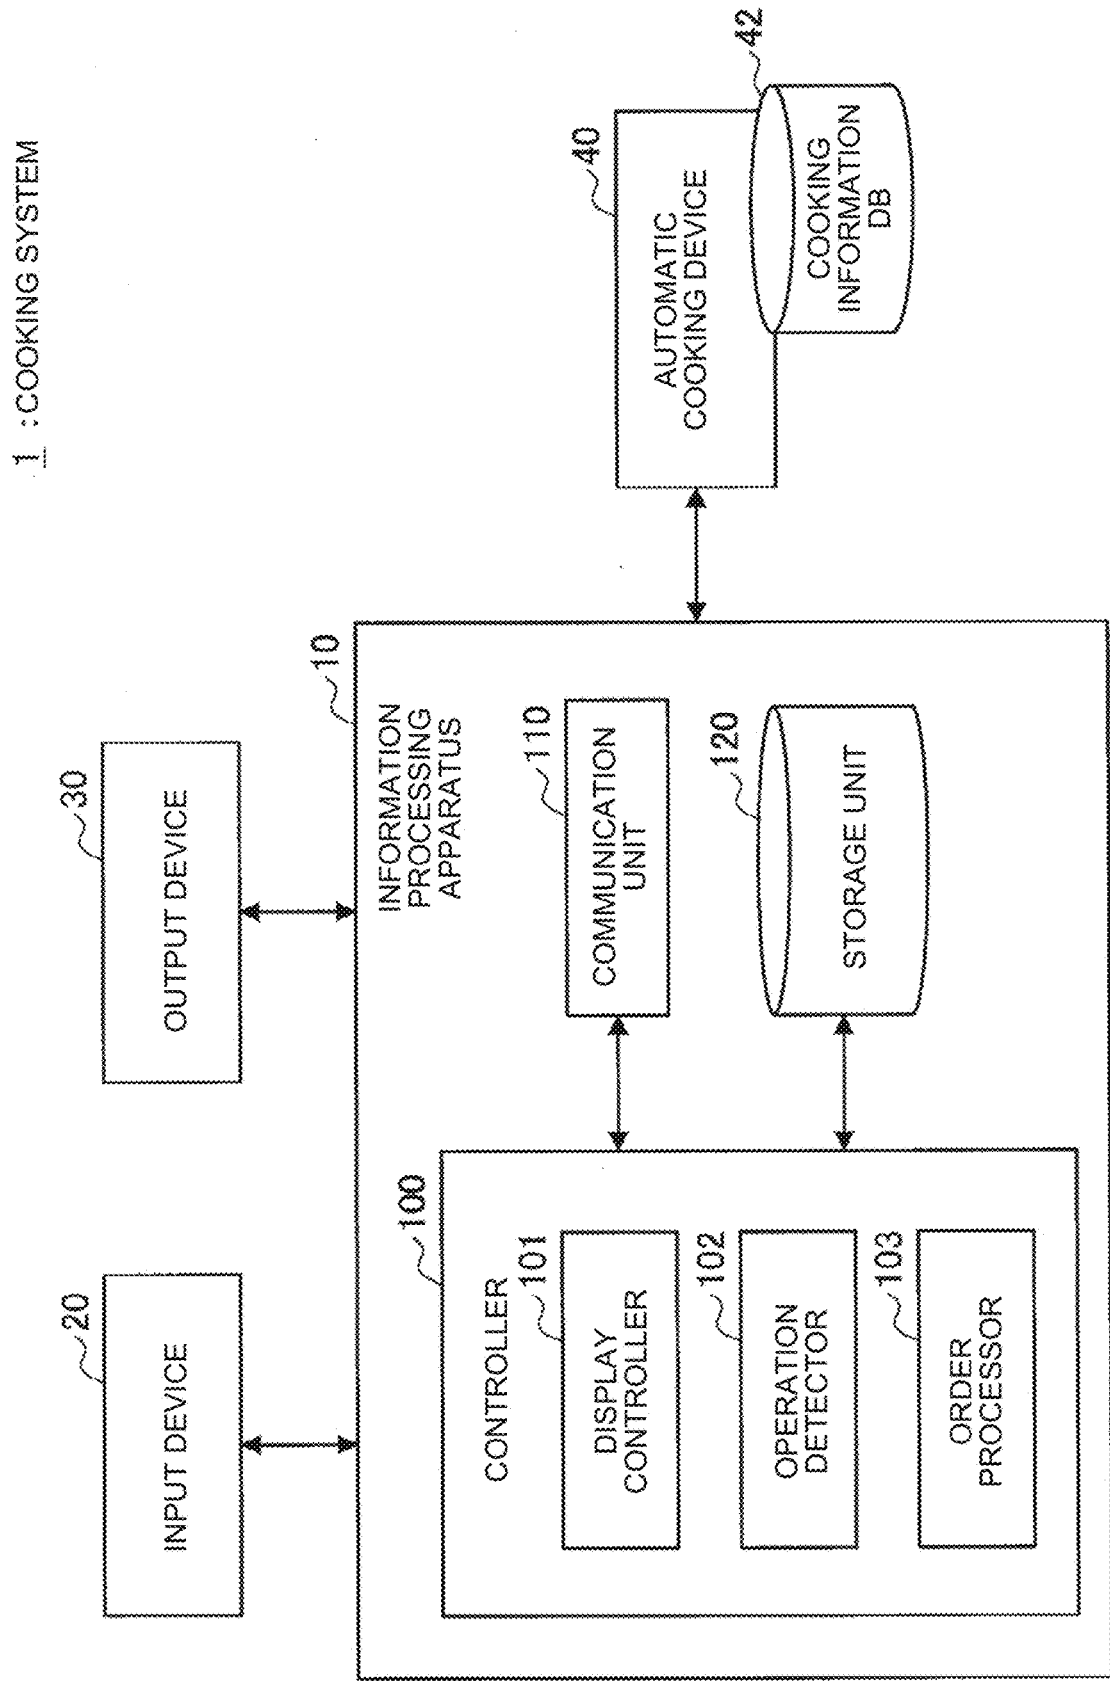 1 : COOKING SYSTEM
20
INPUT DEVICE
30
OUTPUT DEVICE
10
INFORMATION
PROCESSING
APPARATUS
100
CONTROLLER
101
DISPLAY
CONTROLLER
102
OPERATION
DETECTOR
103
ORDER
PROCESSOR
110
COMMUNICATION
UNIT
120
STORAGE UNIT
40
AUTOMATIC
COOKING DEVICE
42
COOKING
INFORMATION
DB